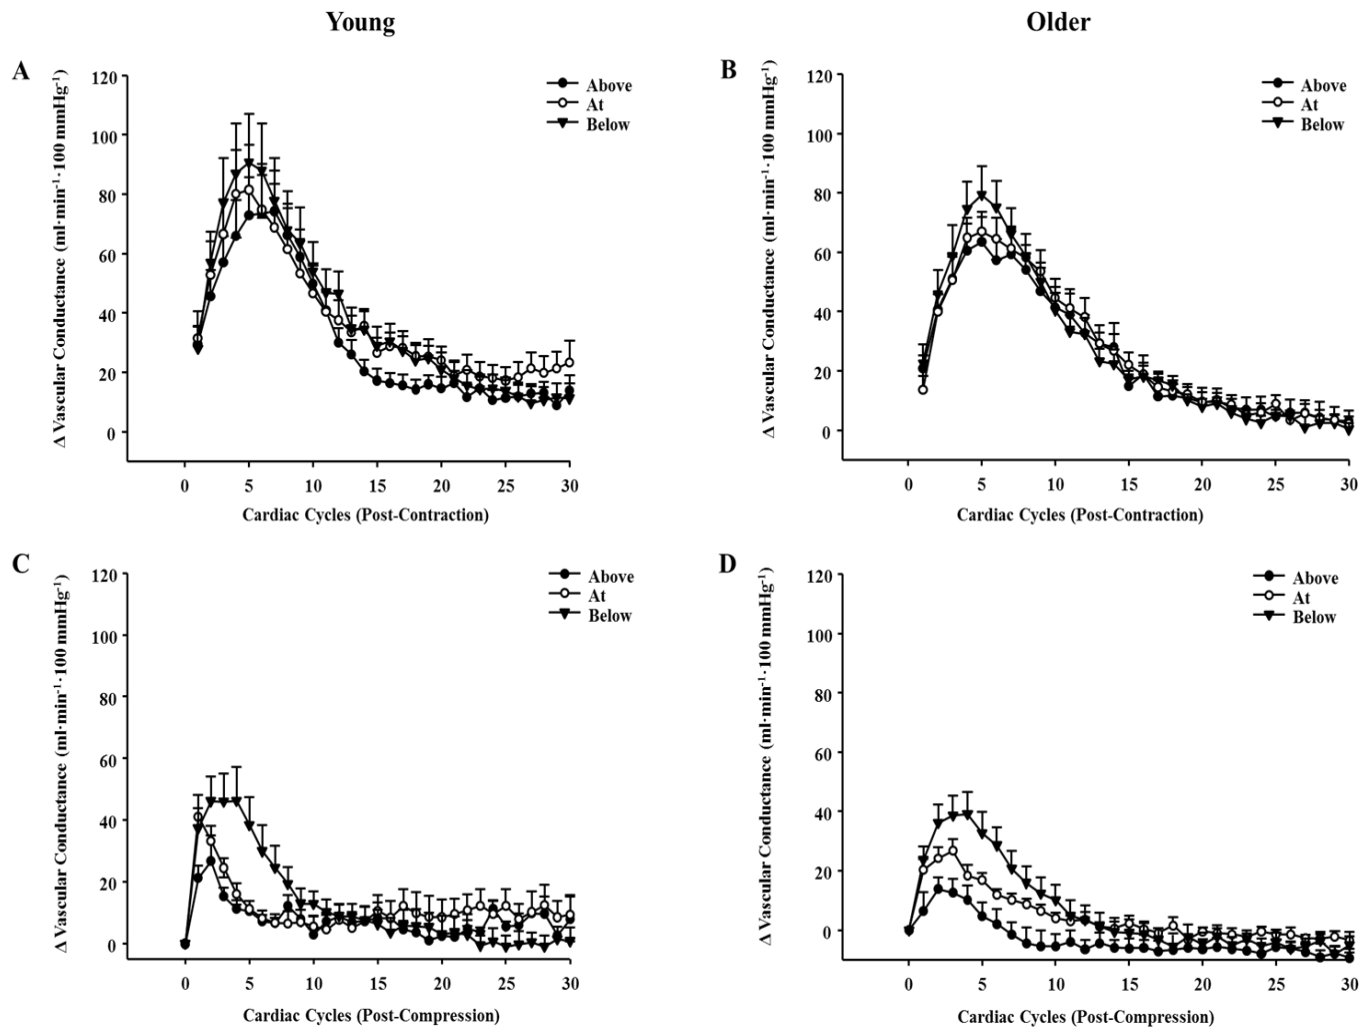 Young
Older
A
Δ Vascular Conductance (ml·min⁻¹·100 mmHg⁻¹)
120
100
80
60
40
20
0
0 5 10 15 20 25 30
Cardiac Cycles (Post-Contraction)
Above
At
Below
B
Δ Vascular Conductance (ml·min⁻¹·100 mmHg⁻¹)
120
100
80
60
40
20
0
0 5 10 15 20 25 30
Cardiac Cycles (Post-Contraction)
Above
At
Below
C
Δ Vascular Conductance (ml·min⁻¹·100 mmHg⁻¹)
120
100
80
60
40
20
0
0 5 10 15 20 25 30
Cardiac Cycles (Post-Compression)
Above
At
Below
D
Δ Vascular Conductance (ml·min⁻¹·100 mmHg⁻¹)
120
100
80
60
40
20
0
0 5 10 15 20 25 30
Cardiac Cycles (Post-Compression)
Above
At
Below